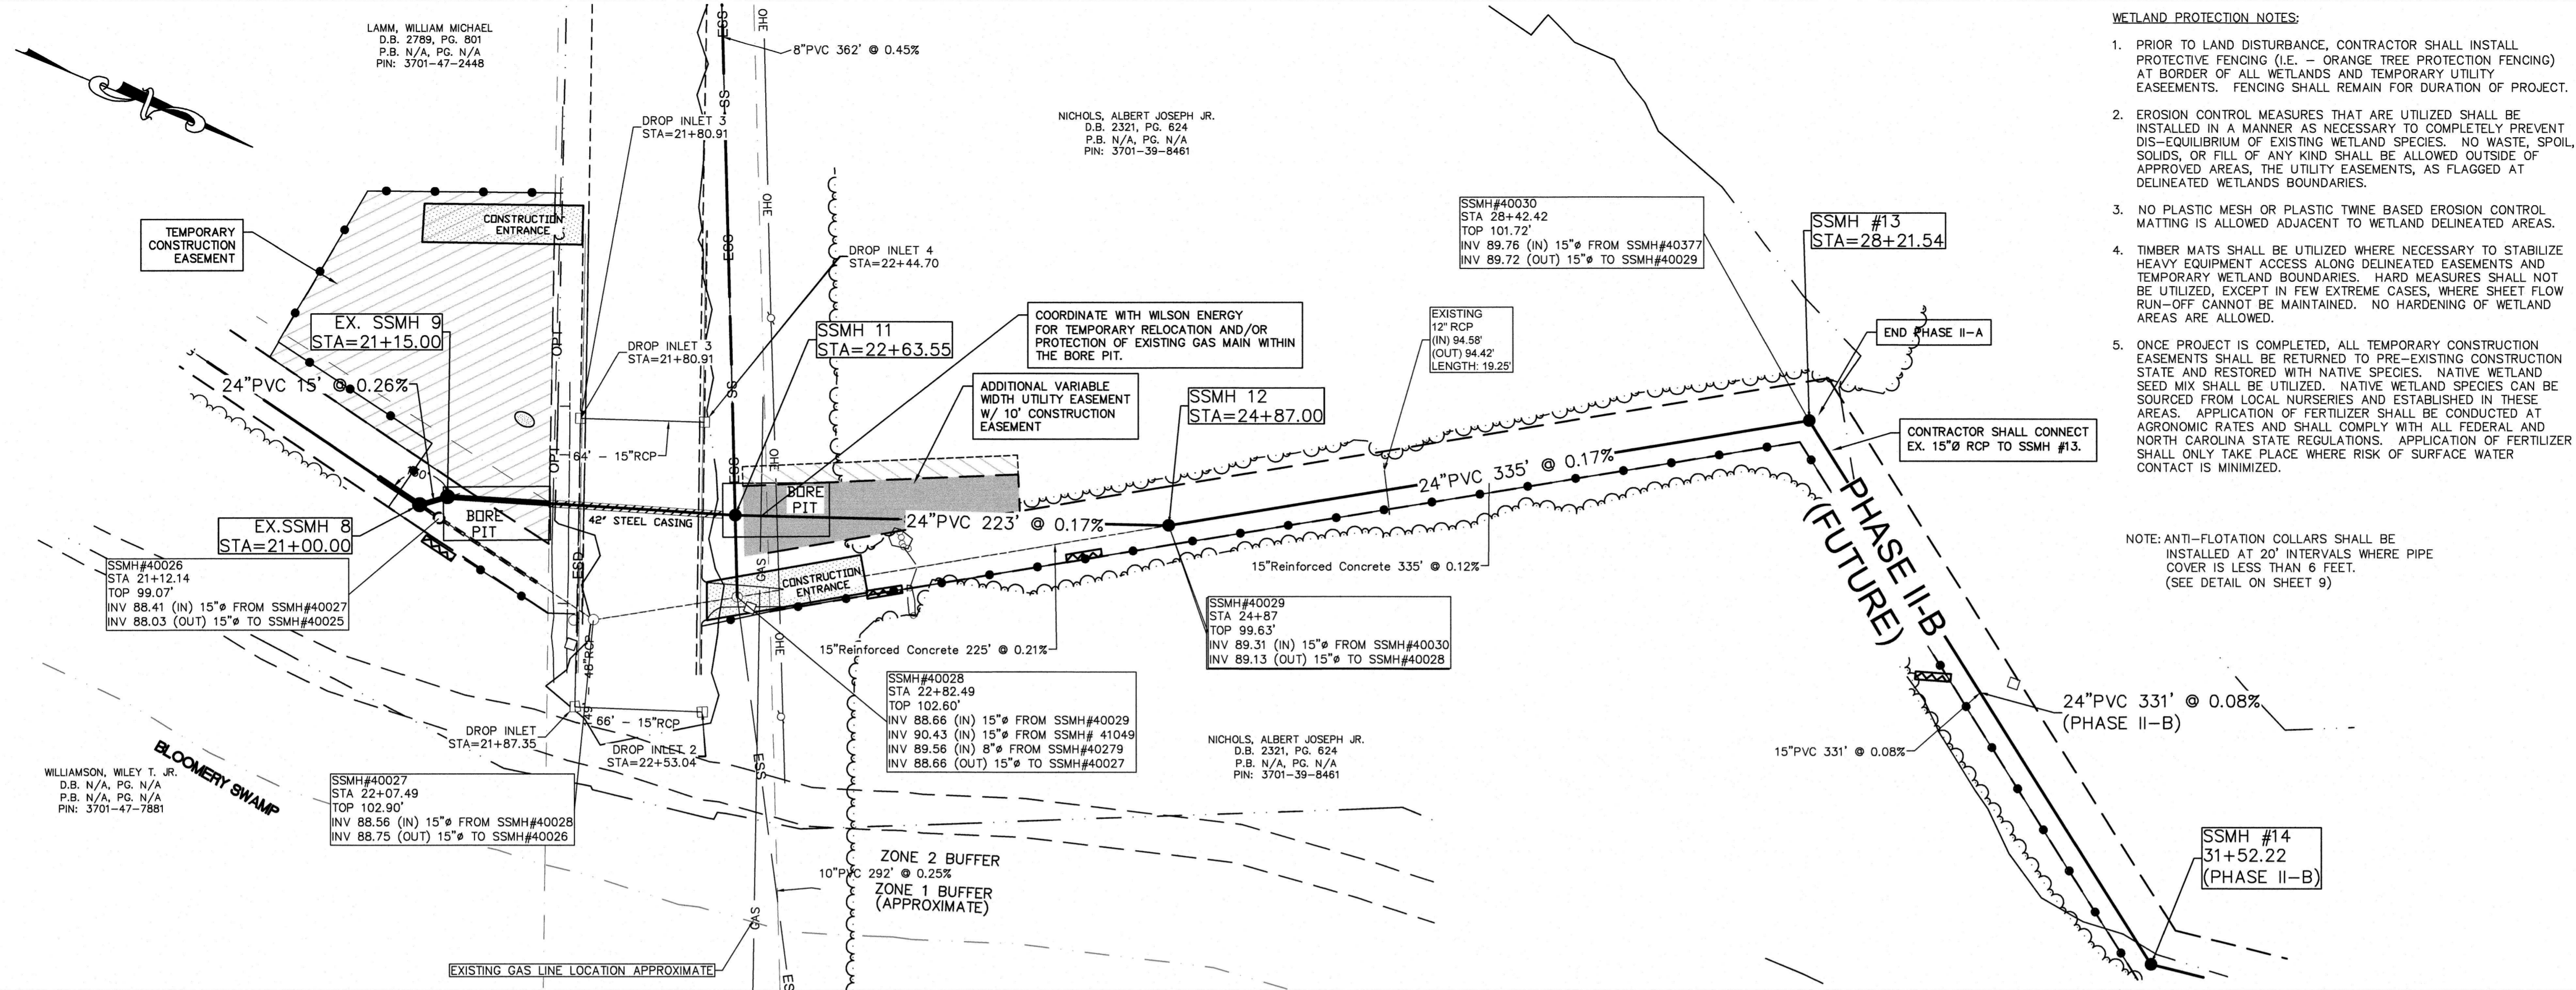 LAMM, WILLIAM MICHAEL
D.B. 2789, PG. 801
P.B. N/A, PG. N/A
PIN: 3701-47-2448
ESS
OHE
8"PVC 362' @ 0.45%
SS
DROP INLET 3
STA=21+80.91
NICHOLS, ALBERT JOSEPH JR.
D.B. 2321, PG. 624
P.B. N/A, PG. N/A
PIN: 3701-39-8461
OHE
CONSTRUCTION
ENTRANCE
TEMPORARY
CONSTRUCTION
EASEMENT
ESS
DROP INLET 4
STA=22+44.70
EX. SSMH 9
STA=21+15.00
OPT
DROP INLET 3
STA=21+80.91
SSMH 11
STA=22+63.55
COORDINATE WITH WILSON ENERGY
FOR TEMPORARY RELOCATION AND/OR
PROTECTION OF EXISTING GAS MAIN WITHIN
THE BORE PIT.
24"PVC 15' @ 0.26%
SS
ADDITIONAL VARIABLE
WIDTH UTILITY EASEMENT
W/ 10' CONSTRUCTION
EASEMENT
SSMH 12
STA=24+87.00
OPT
64' - 15"RCP
ESS
OHE
BORE
PIT
BORE
PIT
42' STEEL CASING
24"PVC 223' @ 0.17%
EX.SSMH 8
STA=21+00.00
ESD
GAS
CONSTRUCTION
ENTRANCE
SSMH#40026
STA 21+12.14
TOP 99.07'
INV 88.41 (IN) 15"ø FROM SSMH#40027
INV 88.03 (OUT) 15"ø TO SSMH#40025
SSMH#40030
STA 28+42.42
TOP 101.72'
INV 89.76 (IN) 15"ø FROM SSMH#40377
INV 89.72 (OUT) 15"ø TO SSMH#40029
SSMH #13
STA=28+21.54
EXISTING
12" RCP
(IN) 94.58'
(OUT) 94.42'
LENGTH: 19.25'
END PHASE II-A
24"PVC 335' @ 0.17%
CONTRACTOR SHALL CONNECT
EX. 15"Ø RCP TO SSMH #13.
15"Reinforced Concrete 335' @ 0.12%
PHASE II-B
(FUTURE)
SSMH#40029
STA 24+87
TOP 99.63'
INV 89.31 (IN) 15"ø FROM SSMH#40030
INV 89.13 (OUT) 15"ø TO SSMH#40028
15"Reinforced Concrete 225' @ 0.21%
OHE
49' - 48"RCP
SSMH#40028
STA 22+82.49
TOP 102.60'
INV 88.66 (IN) 15"ø FROM SSMH#40029
INV 90.43 (IN) 15"ø FROM SSMH# 41049
INV 89.56 (IN) 8"ø FROM SSMH#40279
INV 88.66 (OUT) 15"ø TO SSMH#40027
66' - 15"RCP
DROP INLET
STA=21+87.35
DROP INLET 2
STA=22+53.04
ESS
NICHOLS, ALBERT JOSEPH JR.
D.B. 2321, PG. 624
P.B. N/A, PG. N/A
PIN: 3701-39-8461
24"PVC 331' @ 0.08%
(PHASE II-B)
15"PVC 331' @ 0.08%
BLOOMERY SWAMP
WILLIAMSON, WILEY T. JR.
D.B. N/A, PG. N/A
P.B. N/A, PG. N/A
PIN: 3701-47-7881
SSMH#40027
STA 22+07.49
TOP 102.90'
INV 88.56 (IN) 15"ø FROM SSMH#40028
INV 88.75 (OUT) 15"ø TO SSMH#40026
ZONE 2 BUFFER
10"PVC 292' @ 0.25%
ZONE 1 BUFFER
(APPROXIMATE)
GAS
SSMH #14
31+52.22
(PHASE II-B)
EXISTING GAS LINE LOCATION APPROXIMATE
WETLAND PROTECTION NOTES:
1. PRIOR TO LAND DISTURBANCE, CONTRACTOR SHALL INSTALL
PROTECTIVE FENCING (I.E. - ORANGE TREE PROTECTION FENCING)
AT BORDER OF ALL WETLANDS AND TEMPORARY UTILITY
EASEEMENTS. FENCING SHALL REMAIN FOR DURATION OF PROJECT.
2. EROSION CONTROL MEASURES THAT ARE UTILIZED SHALL BE
INSTALLED IN A MANNER AS NECESSARY TO COMPLETELY PREVENT
DIS-EQUILIBRIUM OF EXISTING WETLAND SPECIES. NO WASTE, SPOIL,
SOLIDS, OR FILL OF ANY KIND SHALL BE ALLOWED OUTSIDE OF
APPROVED AREAS, THE UTILITY EASEMENTS, AS FLAGGED AT
DELINEATED WETLANDS BOUNDARIES.
3. NO PLASTIC MESH OR PLASTIC TWINE BASED EROSION CONTROL
MATTING IS ALLOWED ADJACENT TO WETLAND DELINEATED AREAS.
4. TIMBER MATS SHALL BE UTILIZED WHERE NECESSARY TO STABILIZE
HEAVY EQUIPMENT ACCESS ALONG DELINEATED EASEMENTS AND
TEMPORARY WETLAND BOUNDARIES. HARD MEASURES SHALL NOT
BE UTILIZED, EXCEPT IN FEW EXTREME CASES, WHERE SHEET FLOW
RUN-OFF CANNOT BE MAINTAINED. NO HARDENING OF WETLAND
AREAS ARE ALLOWED.
5. ONCE PROJECT IS COMPLETED, ALL TEMPORARY CONSTRUCTION
EASEMENTS SHALL BE RETURNED TO PRE-EXISTING CONSTRUCTION
STATE AND RESTORED WITH NATIVE SPECIES. NATIVE WETLAND
SEED MIX SHALL BE UTILIZED. NATIVE WETLAND SPECIES CAN BE
SOURCED FROM LOCAL NURSERIES AND ESTABLISHED IN THESE
AREAS. APPLICATION OF FERTILIZER SHALL BE CONDUCTED AT
AGRONOMIC RATES AND SHALL COMPLY WITH ALL FEDERAL AND
NORTH CAROLINA STATE REGULATIONS. APPLICATION OF FERTILIZER
SHALL ONLY TAKE PLACE WHERE RISK OF SURFACE WATER
CONTACT IS MINIMIZED.
NOTE: ANTI-FLOTATION COLLARS SHALL BE
INSTALLED AT 20' INTERVALS WHERE PIPE
COVER IS LESS THAN 6 FEET.
(SEE DETAIL ON SHEET 9)